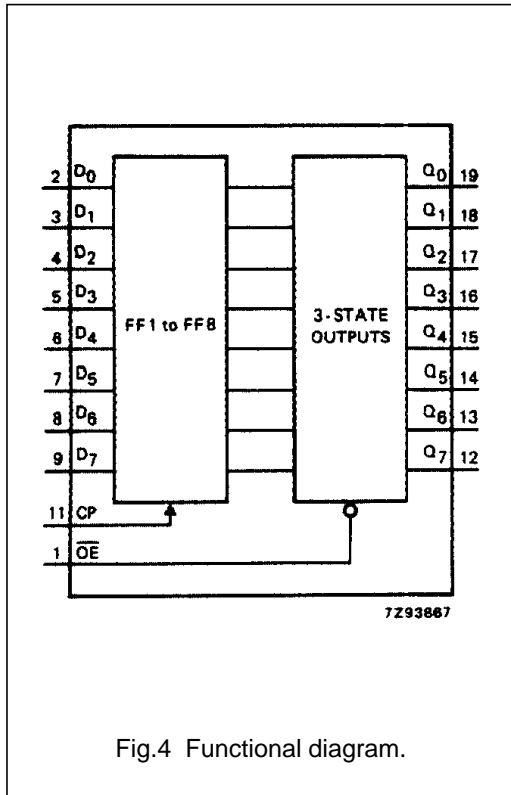 2 D0 Q0 19
3 D1 Q1 18
4 D2 Q2 17
5 D3 Q3 16
FF1 to FF8
3-STATE
OUTPUTS
6 D4 Q4 15
7 D5 Q5 14
8 D6 Q6 13
9 D7 Q7 12
11 CP
1 O̅E̅
7Z93867
Fig.4 Functional diagram.